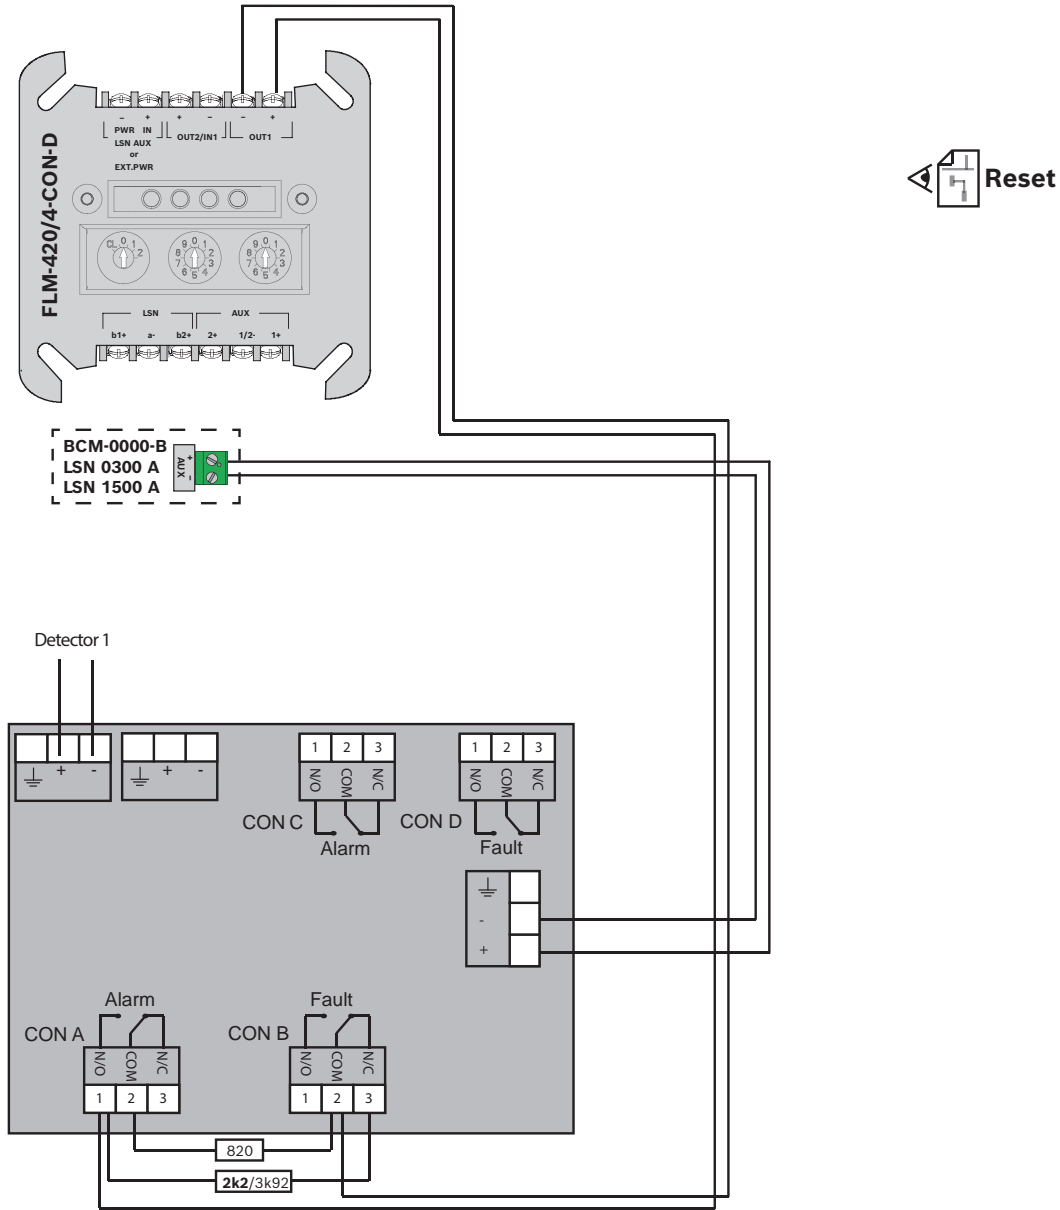 − + + − − +
PWR IN OUT2/IN1 OUT1
LSN AUX
or
EXT.PWR
FLM-420/4-CON-D
CL 0 1 2
9 0 1 2 3 4 5 6 7 8
9 0 1 2 3 4 5 6 7 8
LSN AUX
b1+ a- b2+ 2+ 1/2- 1+
Reset
BCM-0000-B
LSN 0300 A
LSN 1500 A
+ AUX −
Detector 1
+ -
+ -
1 2 3
N/O COM N/C
CON C
Alarm
1 2 3
N/O COM N/C
CON D
Fault
-
+
Alarm
CON A
N/O COM N/C
1 2 3
Fault
CON B
N/O COM N/C
1 2 3
820
2k2/3k92